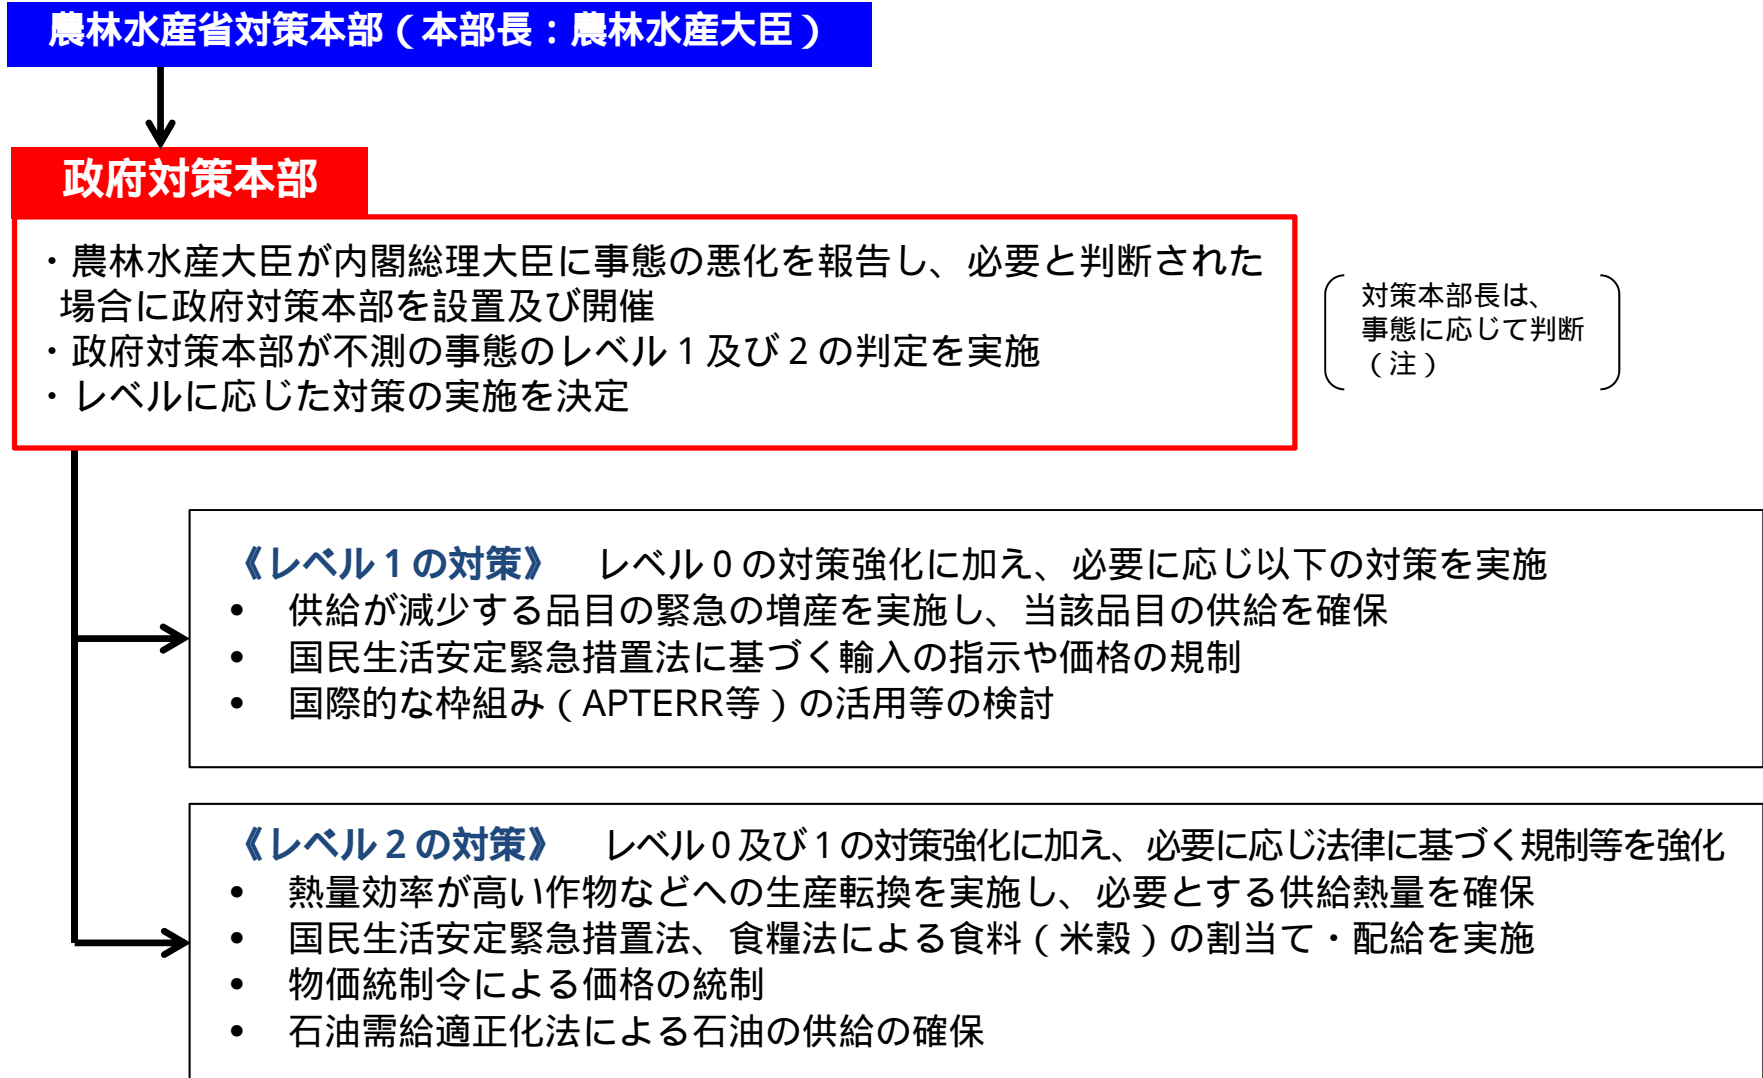 農林水産省対策本部（本部長：農林水産大臣）
政府対策本部
・農林水産大臣が内閣総理大臣に事態の悪化を報告し、必要と判断された
場合に政府対策本部を設置及び開催
・政府対策本部が不測の事態のレベル１及び２の判定を実施
・レベルに応じた対策の実施を決定
対策本部長は、
事態に応じて判断
（注）
《レベル１の対策》　レベル０の対策強化に加え、必要に応じ以下の対策を実施
• 供給が減少する品目の緊急の増産を実施し、当該品目の供給を確保
• 国民生活安定緊急措置法に基づく輸入の指示や価格の規制
• 国際的な枠組み（APTERR等）の活用等の検討
《レベル２の対策》　レベル０及び１の対策強化に加え、必要に応じ法律に基づく規制等を強化
• 熱量効率が高い作物などへの生産転換を実施し、必要とする供給熱量を確保
• 国民生活安定緊急措置法、食糧法による食料（米穀）の割当て・配給を実施
• 物価統制令による価格の統制
• 石油需給適正化法による石油の供給の確保